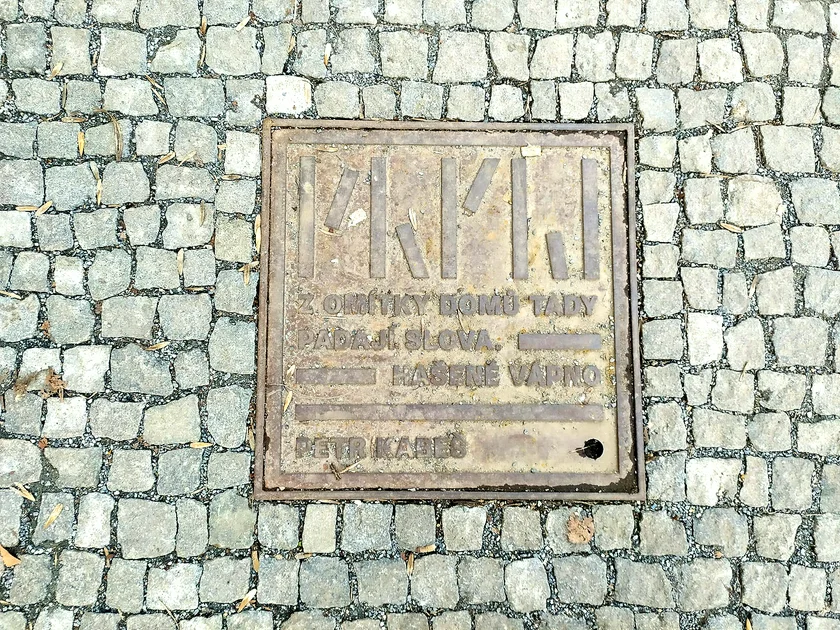 Z OMÍTKY DOMŮ TADY
PADAJÍ SLOVA.
HAŠENÉ VÁPNO
PETR KABEŠ